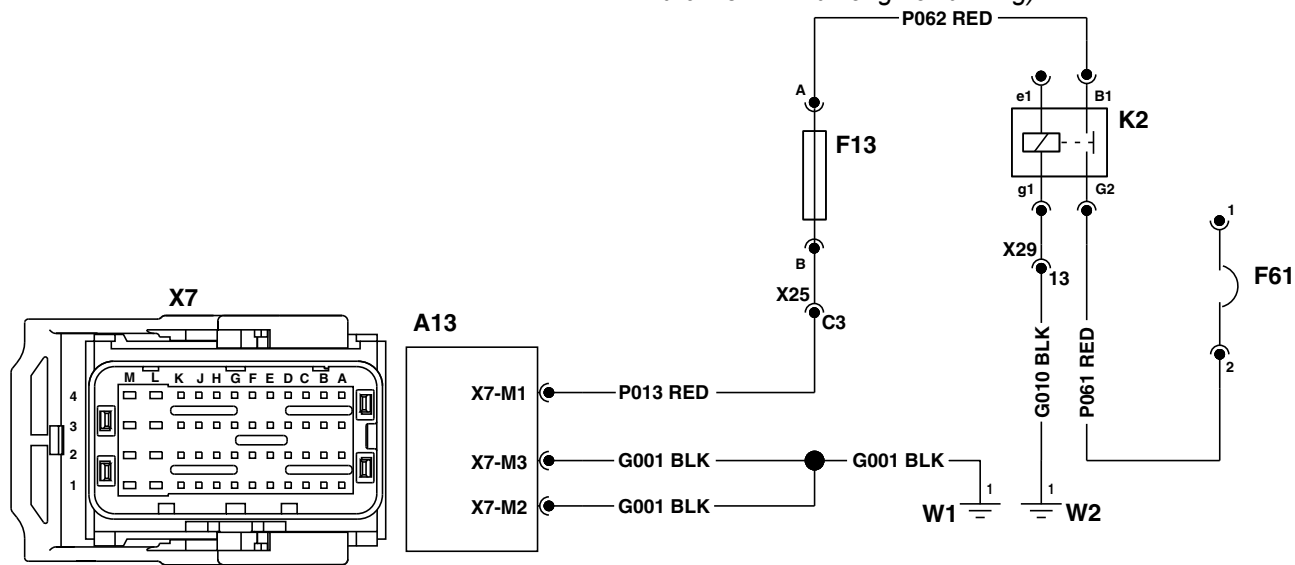 P062 RED
A
e1
B1
K2
F13
g1
G2
B
X29
13
1
F61
2
X25
C3
X7
A13
M L K J H G F E D C B A
4
3
2
1
X7-M1
P013 RED
G010 BLK
P061 RED
X7-M3
G001 BLK
G001 BLK
X7-M2
G001 BLK
1
W1
1
W2